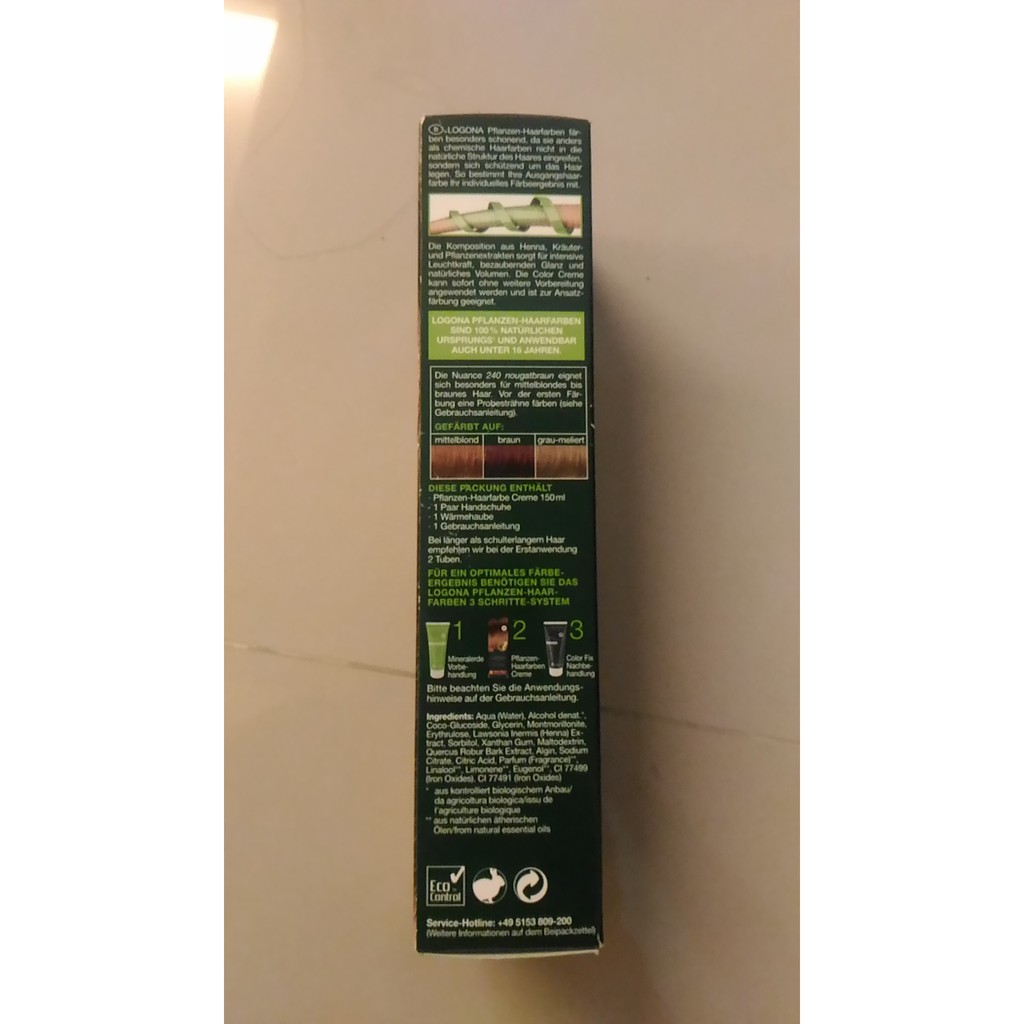 D LOGONA Pflanzen-Haarfarben fär-
ben besonders schonend, da sie anders
als chemische Haarfarben nicht in die
natürliche Struktur des Haares eingreifen,
sondern sich schützend um das Haar
legen. So bestimmt Ihre Ausgangshaar-
farbe Ihr individuelles Färbeergebnis mit.
Die Komposition aus Henna, Kräuter-
und Pflanzenextrakten sorgt für intensive
Leuchtkraft, bezaubernden Glanz und
natürliches Volumen. Die Color Creme
kann sofort ohne weitere Vorbereitung
angewendet werden und ist zur Ansatz-
färbung geeignet.
LOGONA PFLANZEN-HAARFARBEN
SIND 100% NATÜRLICHEN
URSPRUNGS* UND ANWENDBAR
AUCH UNTER 16 JAHREN.
Die Nuance 240 nougatbraun eignet
sich besonders für mittelblondes bis
braunes Haar. Vor der ersten Fär-
bung eine Probesträhne färben (siehe
Gebrauchsanleitung).
GEFÄRBT AUF:
mittelblond braun grau-meliert
DIESE PACKUNG ENTHÄLT
· Pflanzen-Haarfarbe Creme 150ml
· 1 Paar Handschuhe
· 1 Wärmehaube
· 1 Gebrauchsanleitung
Bei länger als schulterlangem Haar
empfehlen wir bei der Erstanwendung
2 Tuben.
FÜR EIN OPTIMALES FÄRBE-
ERGEBNIS BENÖTIGEN SIE DAS
LOGONA PFLANZEN-HAAR-
FARBEN 3 SCHRITTE-SYSTEM
1 2 3
Mineralerde Pflanzen- Color Fix
Vorbe- Haarfarben Nachbe-
handlung Creme handlung
Bitte beachten Sie die Anwendungs-
hinweise auf der Gebrauchsanleitung.
Ingredients: Aqua (Water), Alcohol denat.*,
Coco-Glucoside, Glycerin, Montmorillonite,
Erythrulose, Lawsonia Inermis (Henna) Ex-
tract, Sorbitol, Xanthan Gum, Maltodextrin,
Quercus Robur Bark Extract, Algin, Sodium
Citrate, Citric Acid, Parfum (Fragrance)**,
Linalool**, Limonene**, Eugenol**, CI 77499
(Iron Oxides), CI 77491 (Iron Oxides)
* aus kontrolliert biologischem Anbau/
da agricoltura biologica/issu de
l'agriculture biologique
** aus natürlichen ätherischen
Ölen/from natural essential oils
Eco
Control
Service-Hotline: +49 5153 809-200
(Weitere Informationen auf dem Beipackzettel)